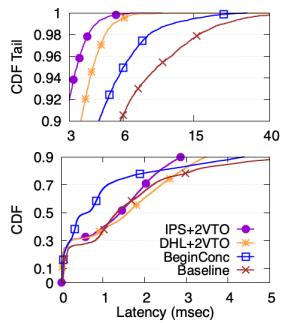 1
0.98
0.96
0.94
0.92
0.9
CDF Tail
3 6 15 40
0.9
0.7
0.5
0.3
0.1
0
CDF
IPS+2VTO
DHL+2VTO
BeginConc
Baseline
0 1 2 3 4 5
Latency (msec)